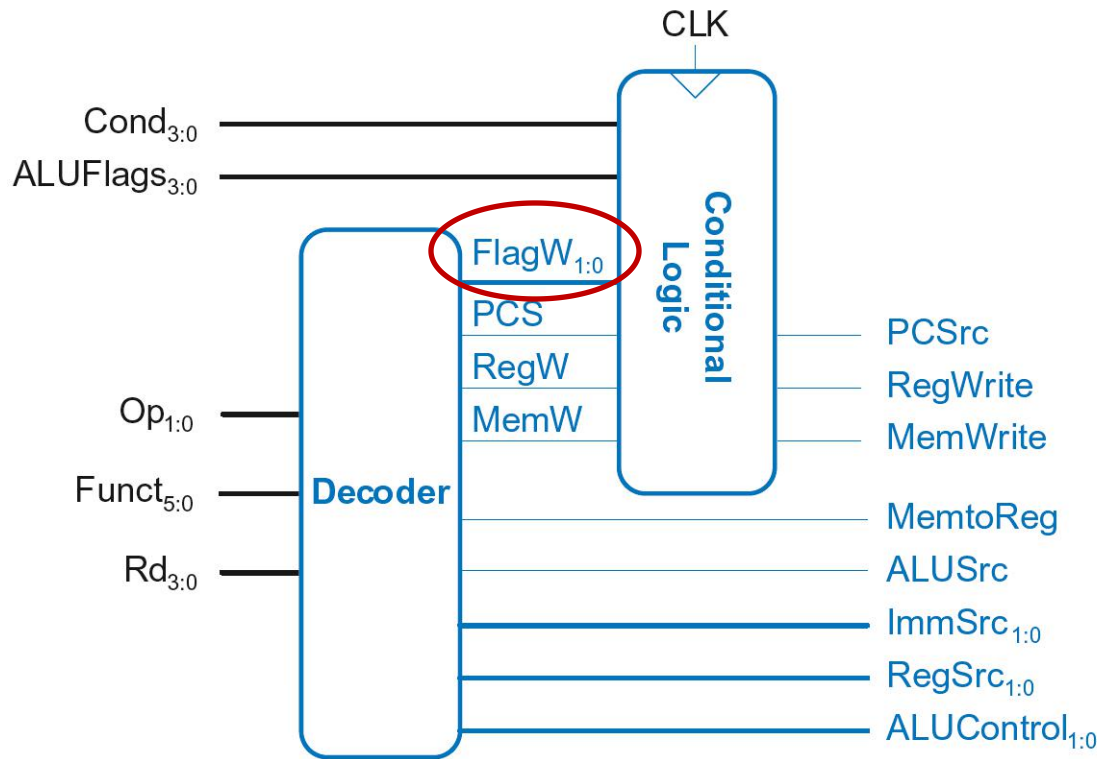 CLK
Cond3:0
ALUFlags3:0
Conditional
Logic
FlagW1:0
PCS
RegW
MemW
PCSrc
RegWrite
MemWrite
Op1:0
Funct5:0
Rd3:0
Decoder
MemtoReg
ALUSrc
ImmSrc1:0
RegSrc1:0
ALUControl1:0